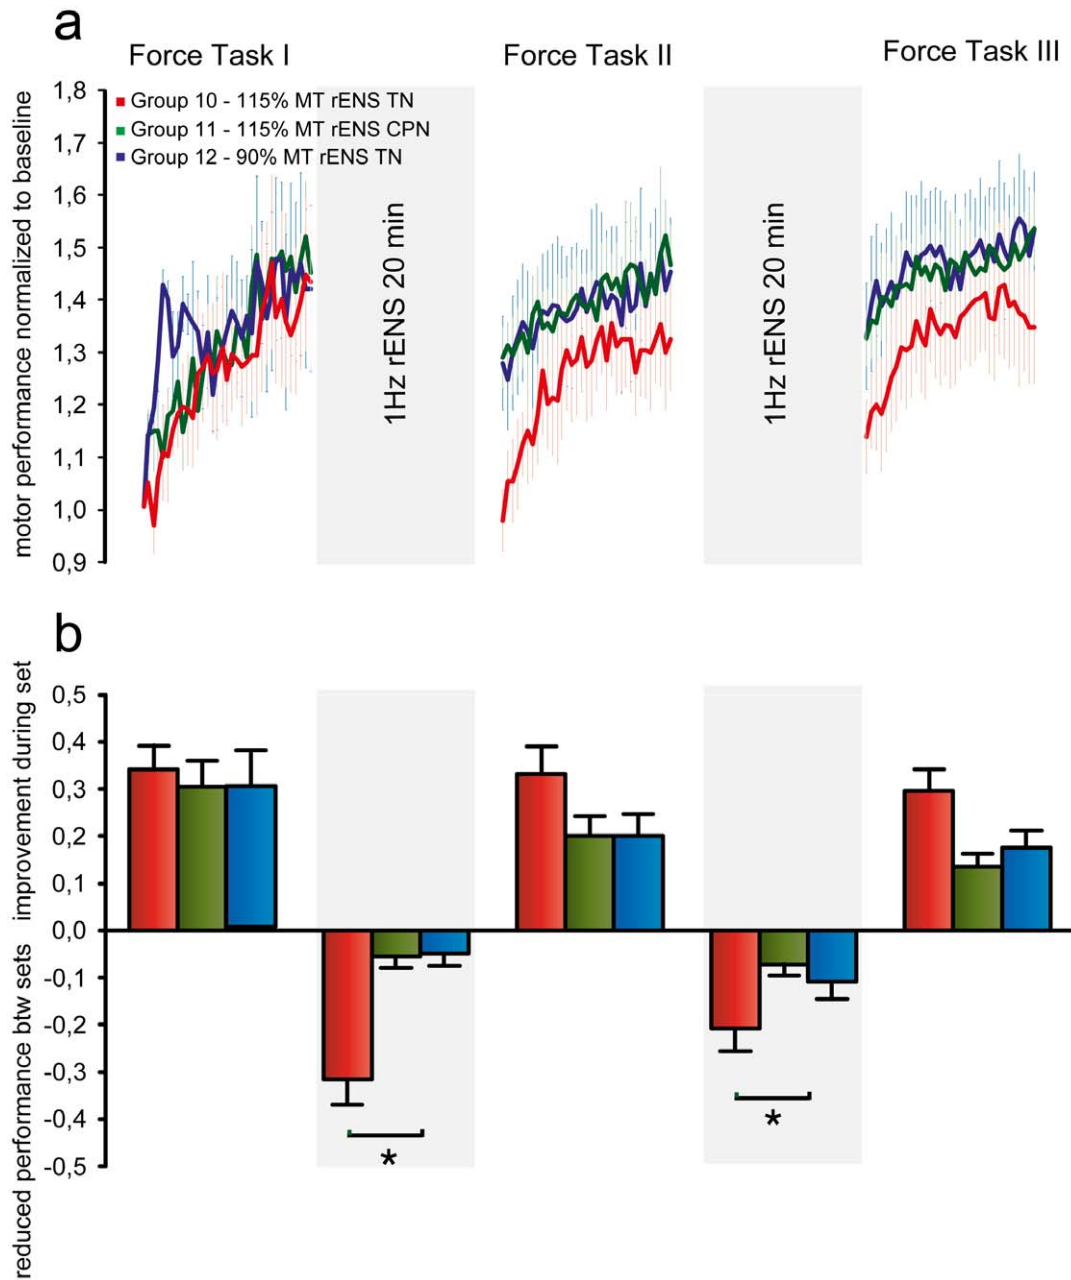 a
Force Task I
Force Task II
Force Task III
motor performance normalized to baseline
1,8
1,7
1,6
1,5
1,4
1,3
1,2
1,1
1,0
0,9
Group 10 - 115% MT rENS TN
Group 11 - 115% MT rENS CPN
Group 12 - 90% MT rENS TN
1Hz rENS 20 min
1Hz rENS 20 min
b
improvement during set
reduced performance btw sets
0,5
0,4
0,3
0,2
0,1
0,0
-0,1
-0,2
-0,3
-0,4
-0,5
*
*